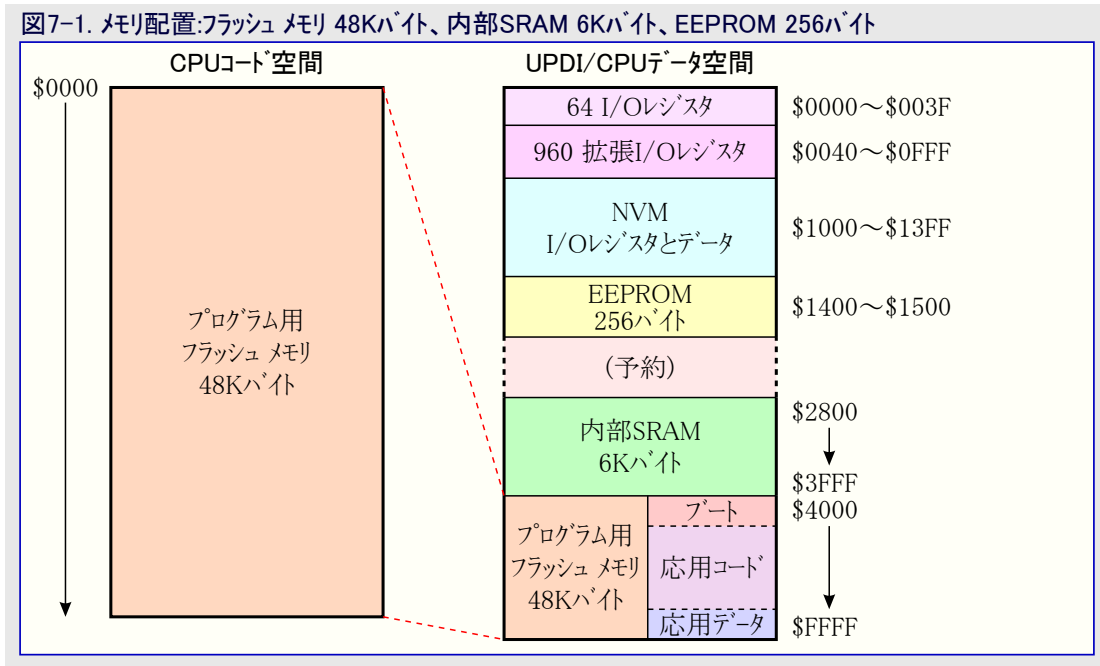 図7-1. メモリ配置:フラッシュ メモリ 48Kバイト、内部SRAM 6Kバイト、EEPROM 256バイト
CPUコード空間
$0000
プログラム用
フラッシュ メモリ
48Kバイト
UPDI/CPUデータ空間
64 I/Oレジスタ
$0000～$003F
960 拡張I/Oレジスタ
$0040～$0FFF
NVM
I/Oレジスタとデータ
$1000～$13FF
EEPROM
256バイト
$1400～$1500
(予約)
内部SRAM
6Kバイト
$2800
$3FFF
プログラム用
フラッシュ メモリ
48Kバイト
ブート
応用コード
応用データ
$4000
$FFFF